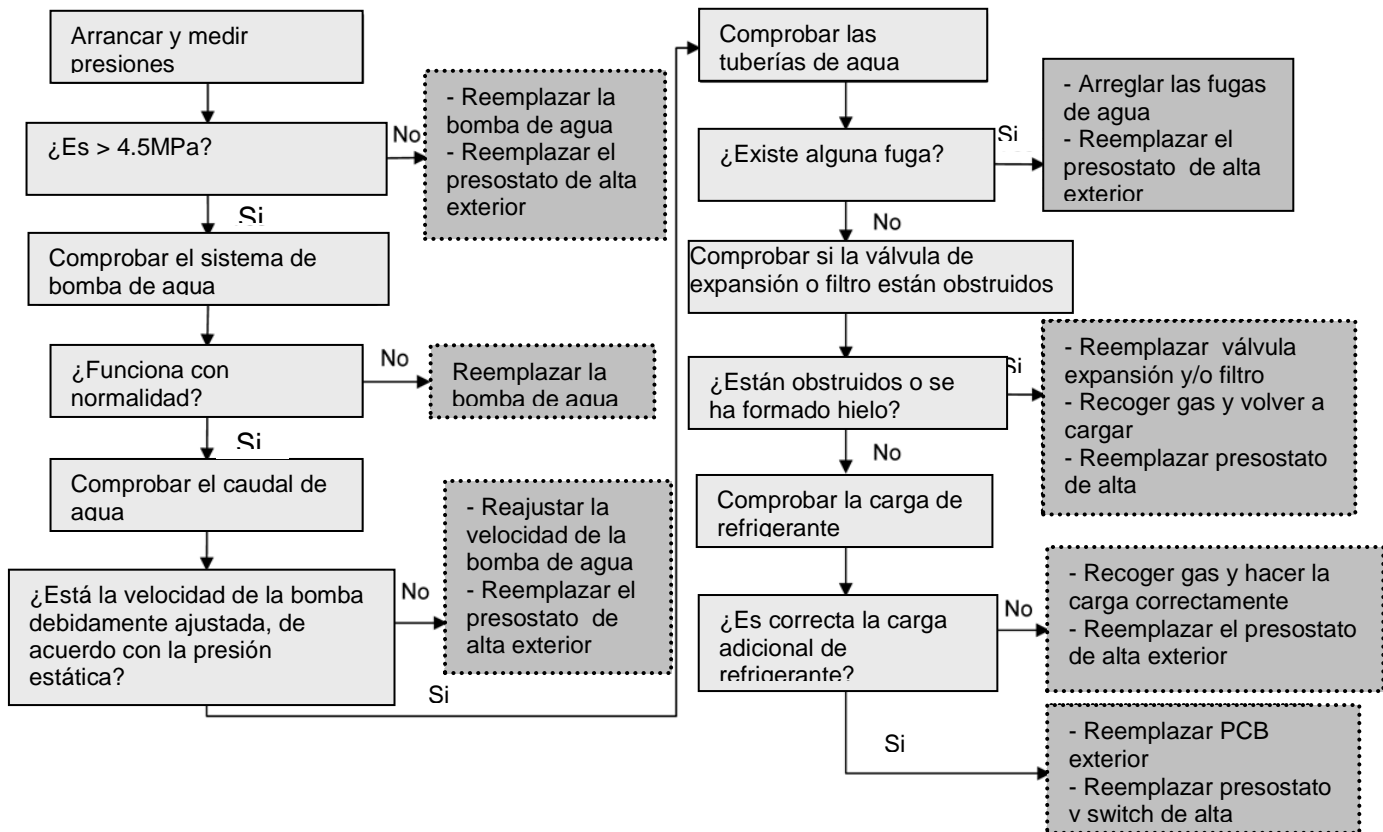 Arrancar y medir
presiones
¿Es > 4.5MPa?
No
- Reemplazar la
bomba de agua
- Reemplazar el
presostato de alta
exterior
Si
Comprobar el sistema de
bomba de agua
¿Funciona con
normalidad?
No
Reemplazar la
bomba de agua
Si
Comprobar el caudal de
agua
¿Está la velocidad de la bomba
debidamente ajustada, de
acuerdo con la presión
estática?
No
- Reajustar la
velocidad de la
bomba de agua
- Reemplazar el
presostato de
alta exterior
Si
Comprobar las
tuberías de agua
¿Existe alguna fuga?
Si
- Arreglar las fugas
de agua
- Reemplazar el
presostato de alta
exterior
No
Comprobar si la válvula de
expansión o filtro están obstruidos
¿Están obstruidos o se
ha formado hielo?
Si
- Reemplazar válvula
expansión y/o filtro
- Recoger gas y volver a
cargar
- Reemplazar presostato
de alta
No
Comprobar la carga de
refrigerante
¿Es correcta la carga
adicional de
refrigerante?
No
- Recoger gas y hacer la
carga correctamente
- Reemplazar el presostato
de alta exterior
Si
- Reemplazar PCB
exterior
- Reemplazar presostato
y switch de alta